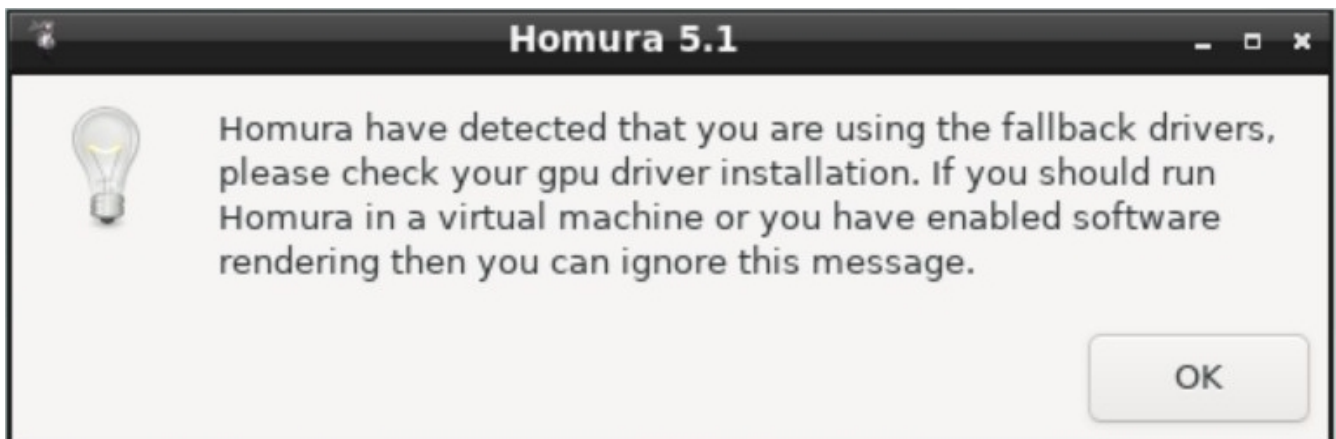 Homura 5.1
Homura have detected that you are using the fallback drivers,
please check your gpu driver installation. If you should run
Homura in a virtual machine or you have enabled software
rendering then you can ignore this message.
OK